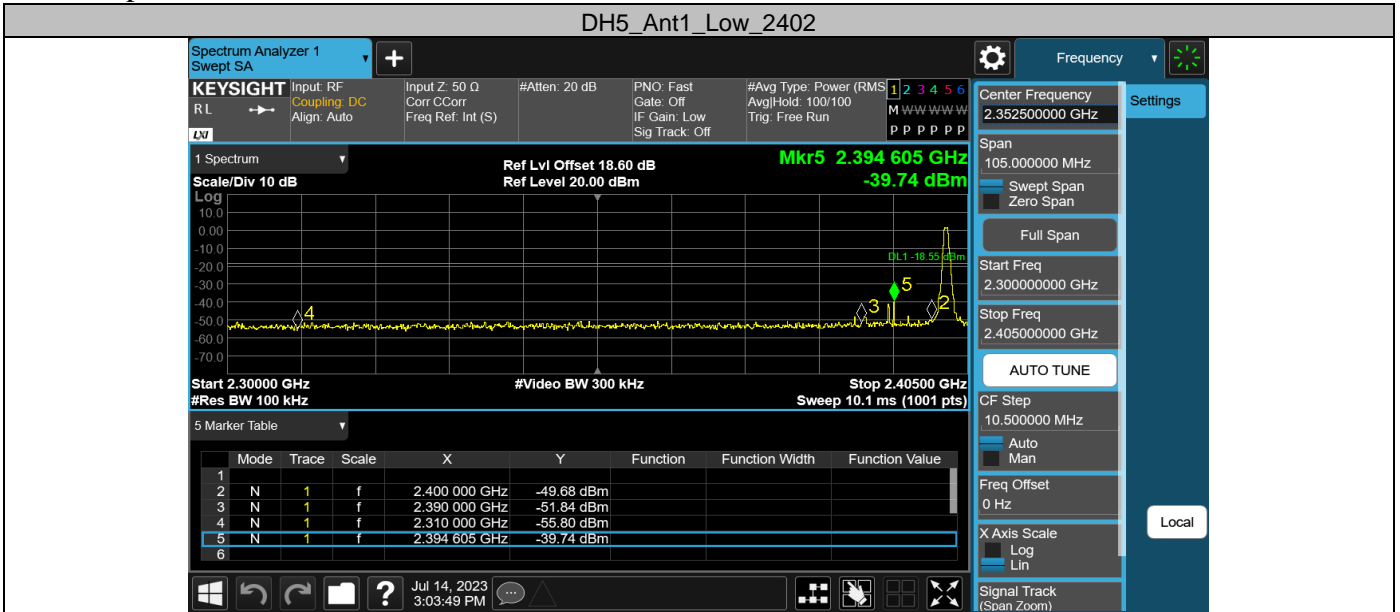 DH5_Ant1_Low_2402
Spectrum Analyzer 1
Swept SA
Frequency
KEYSIGHT
RL
LXI
Input: RF
Coupling: DC
Align: Auto
Input Z: 50 Ω
Corr CCorr
Freq Ref: Int (S)
#Atten: 20 dB
PNO: Fast
Gate: Off
IF Gain: Low
Sig Track: Off
#Avg Type: Power (RMS
Avg|Hold: 100/100
Trig: Free Run
1 2 3 4 5 6
M W W W W W
P P P P P P
1 Spectrum
Scale/Div 10 dB
Ref Lvl Offset 18.60 dB
Ref Level 20.00 dBm
Mkr5 2.394 605 GHz
-39.74 dBm
Log
10.0
0.00
-10.0
-20.0
-30.0
-40.0
-50.0
-60.0
-70.0
DL1 -18.55 dBm
4
3
5
2
Start 2.30000 GHz
#Res BW 100 kHz
#Video BW 300 kHz
Stop 2.40500 GHz
Sweep 10.1 ms (1001 pts)
5 Marker Table
Mode Trace Scale X Y Function Function Width Function Value
1
2 N 1 f 2.400 000 GHz -49.68 dBm
3 N 1 f 2.390 000 GHz -51.84 dBm
4 N 1 f 2.310 000 GHz -55.80 dBm
5 N 1 f 2.394 605 GHz -39.74 dBm
6
?
Jul 14, 2023
3:03:49 PM
Center Frequency
2.352500000 GHz
Settings
Span
105.000000 MHz
Swept Span
Zero Span
Full Span
Start Freq
2.300000000 GHz
Stop Freq
2.405000000 GHz
AUTO TUNE
CF Step
10.500000 MHz
Auto
Man
Freq Offset
0 Hz
Local
X Axis Scale
Log
Lin
Signal Track
(Span Zoom)